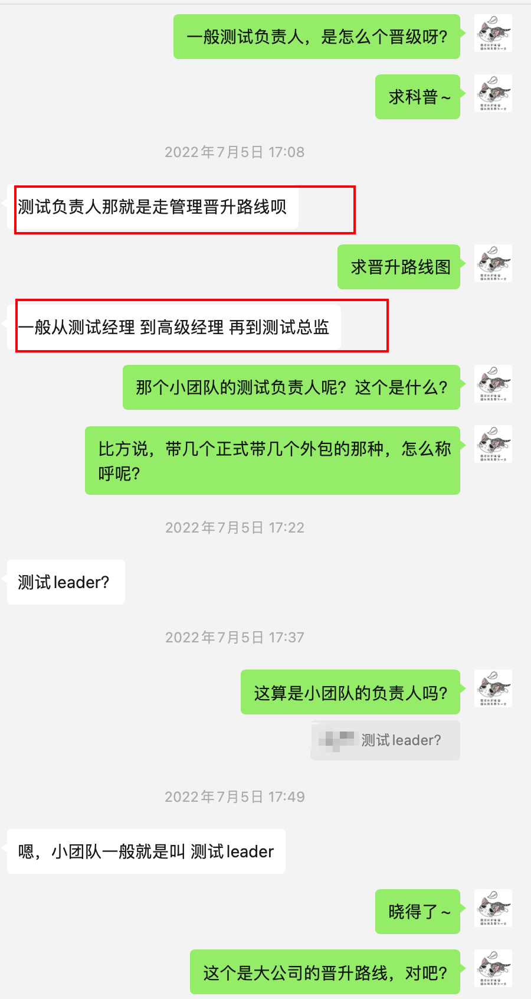 一般测试负责人，是怎么个晋级呀?
求科普~
2022年7月5日 17:08
测试负责人那就是走管理晋升路线呗
求晋升路线图
一般从测试经理 到高级经理 再到测试总监
那个小团队的测试负责人呢？这个是什么?
比方说，带几个正式带几个外包的那种，怎么称
呼呢?
2022年7月5日 17:22
测试leader?
2022年7月5日 17:37
这算是小团队的负责人吗?
测试leader?
2022年7月5日 17:49
嗯，小团队一般就是叫 测试leader
晓得了~
这个是大公司的晋升路线，对吧?